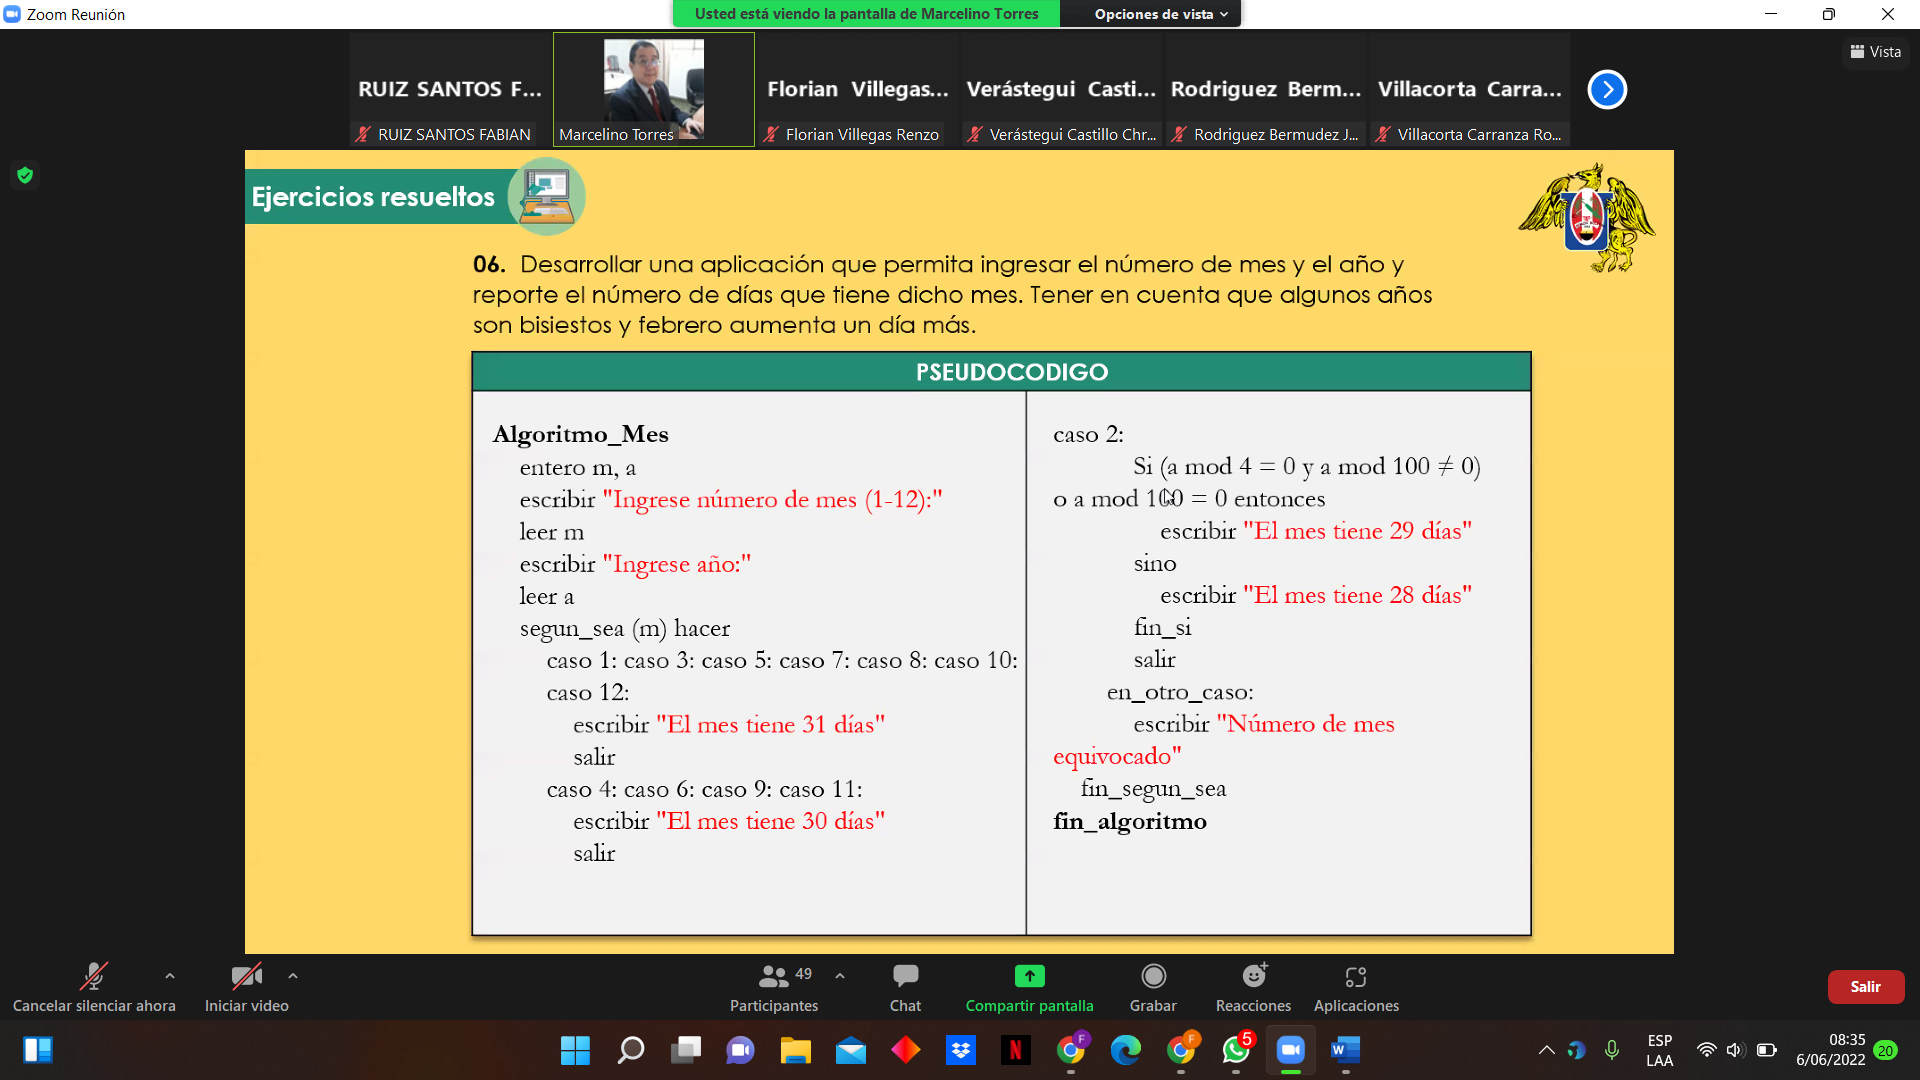 Zoom Reunión
Usted está viendo la pantalla de Marcelino Torres
Opciones de vista
Vista
RUIZ SANTOS F...
Florian Villegas...
Verástegui Casti...
Rodriguez Berm...
Villacorta Carra...
RUIZ SANTOS FABIAN
Marcelino Torres
Florian Villegas Renzo
Verástegui Castillo Chr...
Rodriguez Bermudez J...
Villacorta Carranza Ro...
Ejercicios resueltos
06. Desarrollar una aplicación que permita ingresar el número de mes y el año y
reporte el número de días que tiene dicho mes. Tener en cuenta que algunos años
son bisiestos y febrero aumenta un día más.
PSEUDOCODIGO
Algoritmo_Mes
entero m, a
escribir "Ingrese número de mes (1-12):"
leer m
escribir "Ingrese año:"
leer a
segun_sea (m) hacer
caso 1: caso 3: caso 5: caso 7: caso 8: caso 10:
caso 12:
escribir "El mes tiene 31 días"
salir
caso 4: caso 6: caso 9: caso 11:
escribir "El mes tiene 30 días"
salir
caso 2:
Si (a mod 4 = 0 y a mod 100 ≠ 0)
o a mod 100 = 0 entonces
escribir "El mes tiene 29 días"
sino
escribir "El mes tiene 28 días"
fin_si
salir
en_otro_caso:
escribir "Número de mes
equivocado"
fin_segun_sea
fin_algoritmo
Cancelar silenciar ahora
Iniciar video
49
Participantes
Chat
Compartir pantalla
Grabar
Reacciones
Aplicaciones
Salir
F
F
5
ESP
LAA
08:35
6/06/2022
20